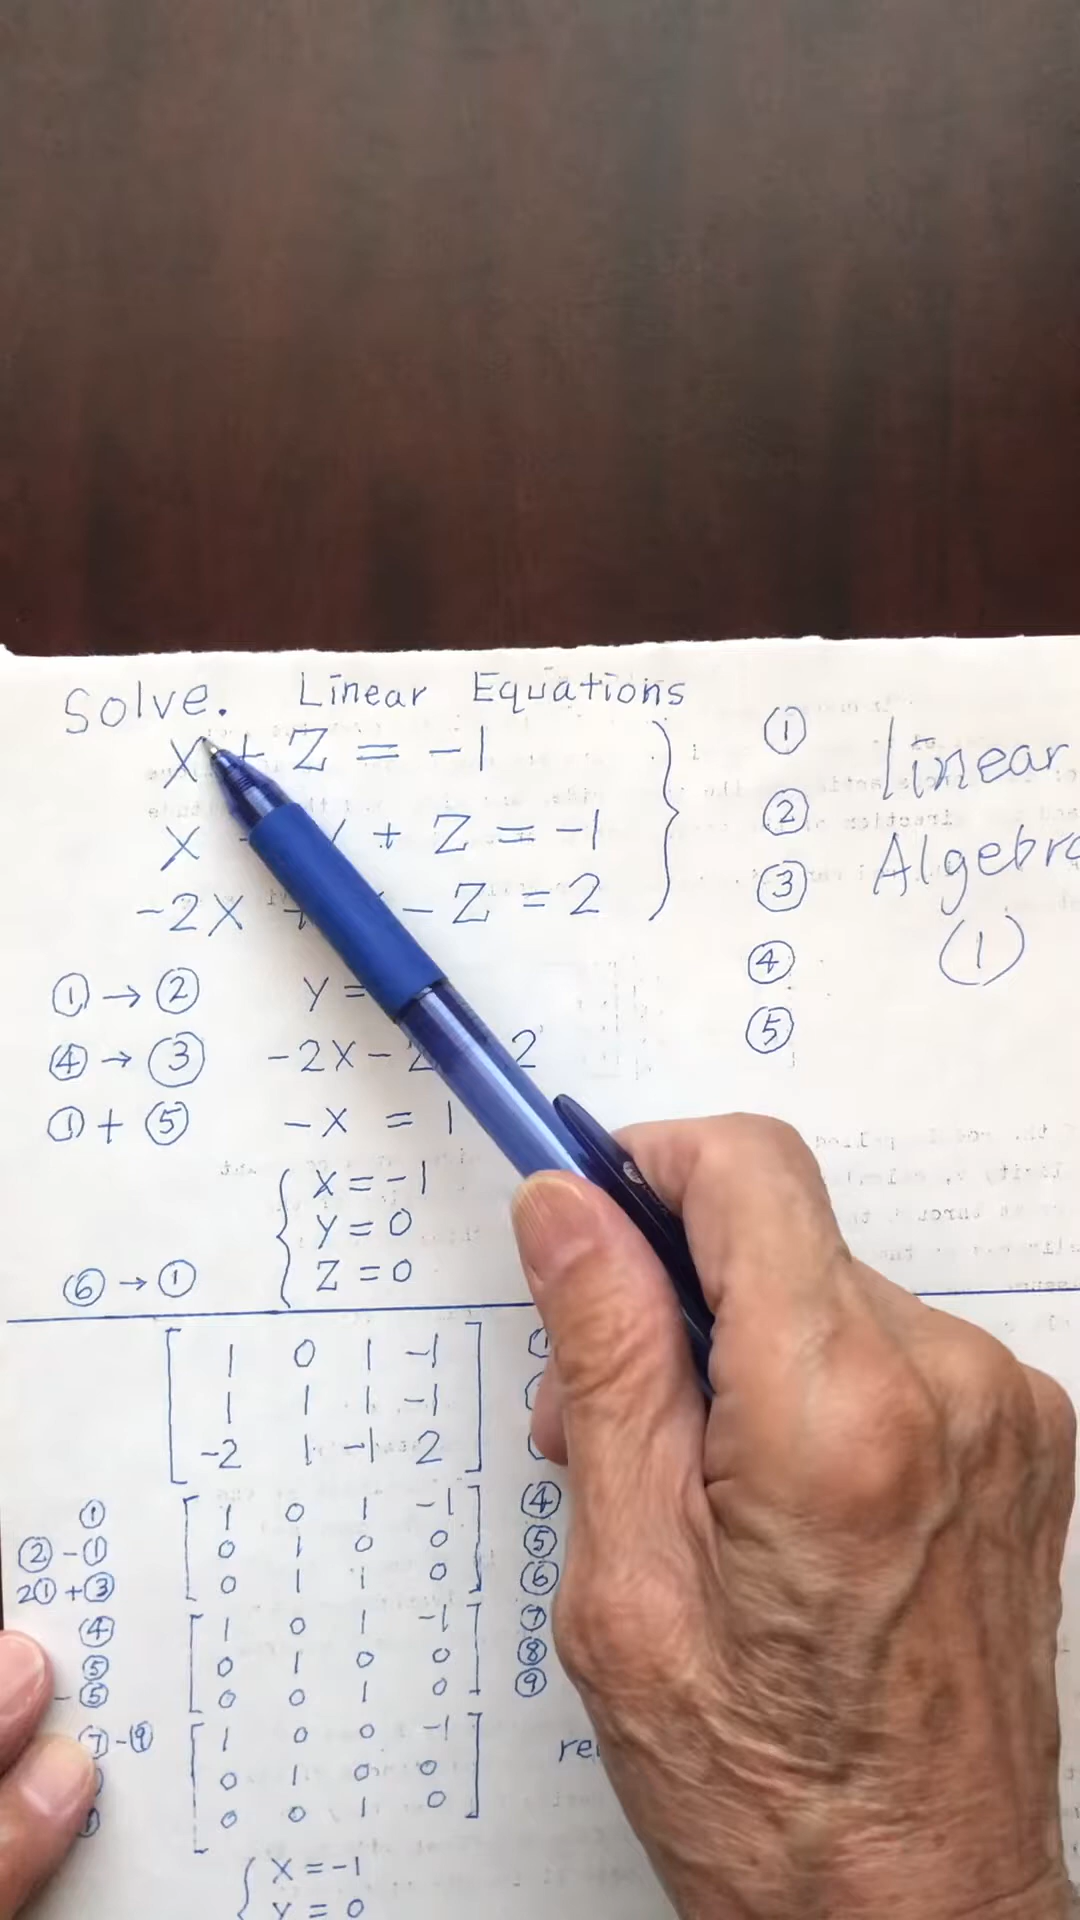 Solve. Linear Equations
X + Z = -1 ①
X + Z = -1 ②
-2X - Z = 2 ③
Linear
Algebra
(1)
④
⑤
① → ② Y =
④ → ③ -2X - 2
① + ⑤ -X = 1
X = -1
Y = 0
⑥ → ① Z = 0
1 0 1 -1
1 1 1 -1
-2 1 -1 2
① 1 0 1 -1 ④
② - ① 0 1 0 0 ⑤
2① + ③ 0 1 1 0 ⑥
④ 1 0 1 -1 ⑦
⑤ 0 1 0 0 ⑧
- ⑤ 0 0 1 0 ⑨
⑦ - ⑨ 1 0 0 -1
0 1 0 0
0 0 1 0
X = -1
Y = 0